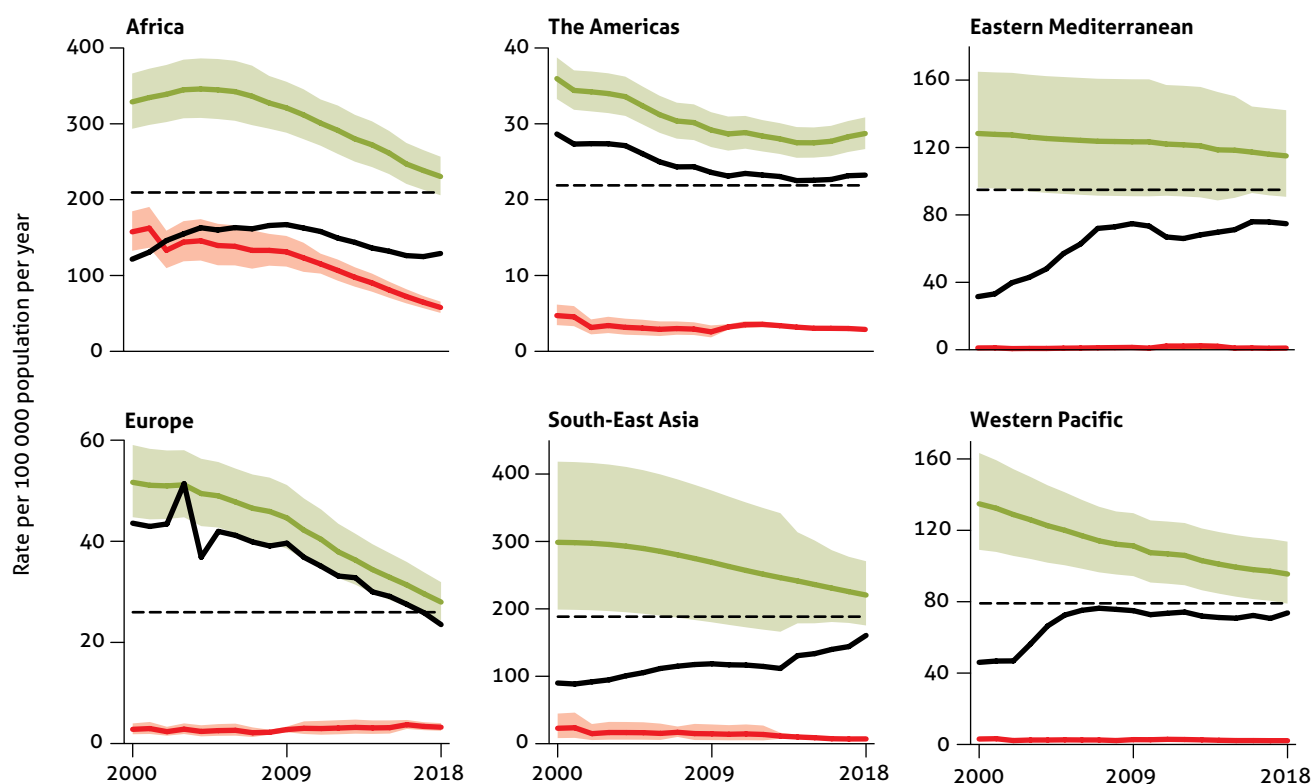 Rate per 100 000 population per year
Africa
400
300
200
100
0
The Americas
40
30
20
10
0
Eastern Mediterranean
160
120
80
40
0
Europe
60
40
20
0
2000 2009 2018
South-East Asia
400
300
200
100
0
2000 2009 2018
Western Pacific
160
120
80
40
0
2000 2009 2018